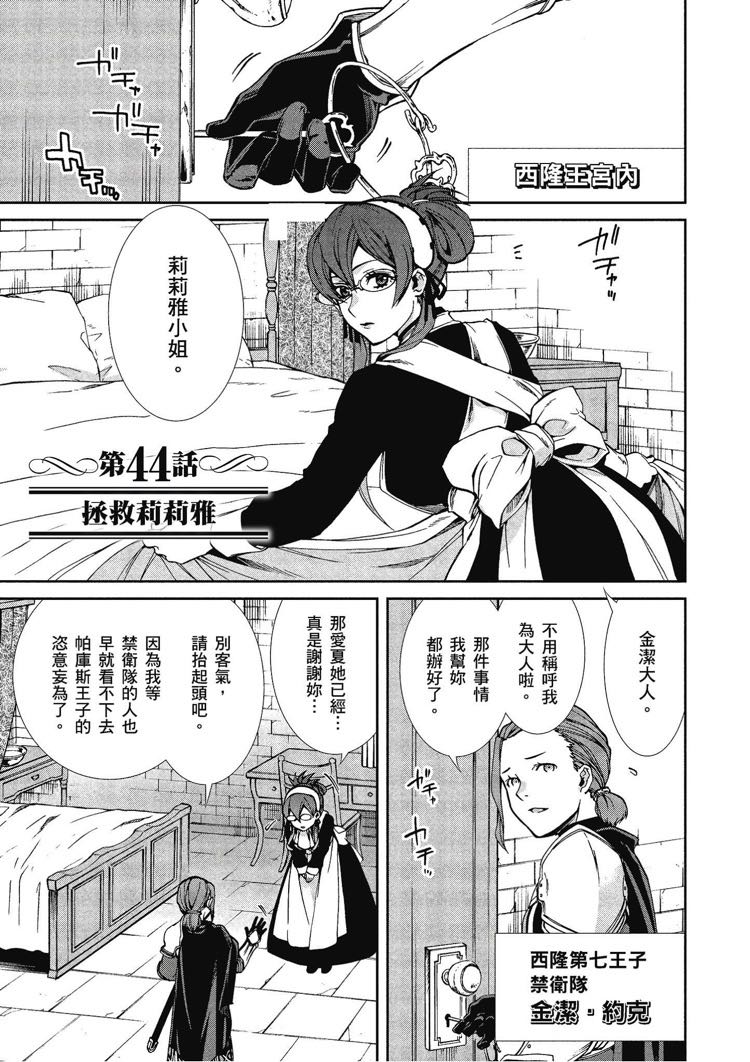 ガチャ
ガチャ
キン
ガチ…
西隆王宮內
クルッ
莉莉雅小姐。
第44話
拯救莉莉雅
金潔大人。
不用稱呼我
為大人啦。
那件事情
我幫妳
都辦好了。
ガチャ
バタッ
西隆第七王子
禁衛隊
金潔·約克
那愛夏她已經…
真是謝謝妳…
別客氣，
請抬起頭吧。
因為我等
禁衛隊的人也
早就看不下去
帕庫斯王子的
恣意妄為了。